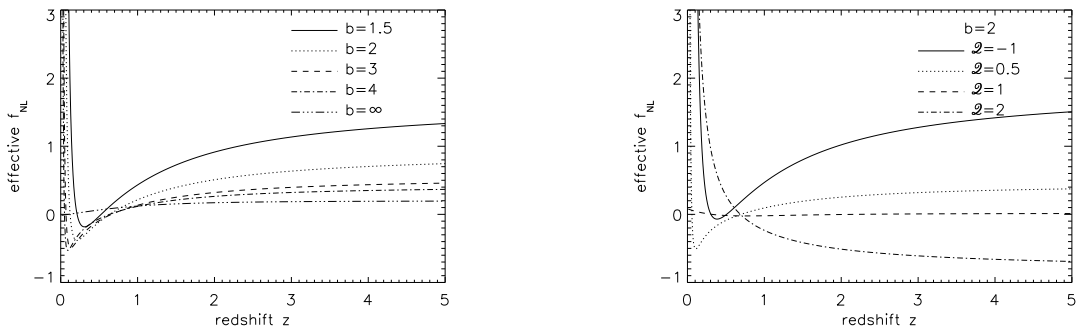 effective f_NL
3
2
1
0
−1
b=1.5
b=2
b=3
b=4
b=∞
0 1 2 3 4 5
redshift z
effective f_NL
3
2
1
0
−1
b=2
𝒬=−1
𝒬=0.5
𝒬=1
𝒬=2
0 1 2 3 4 5
redshift z